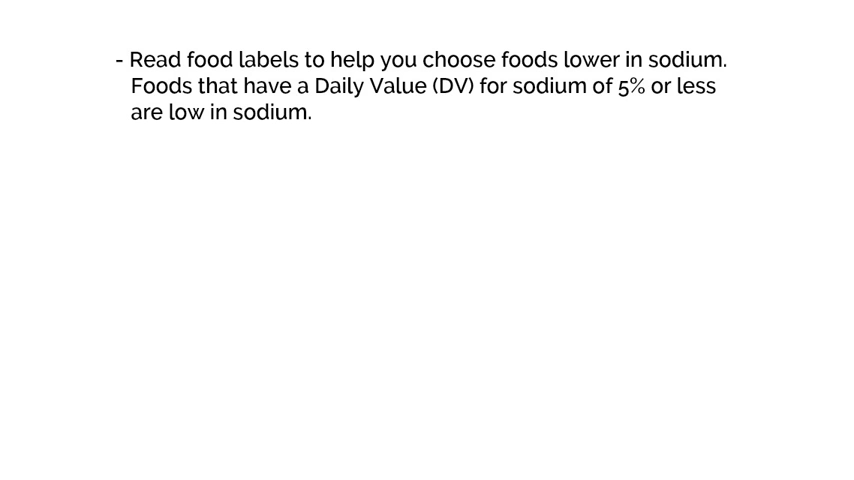 - Read food labels to help you choose foods lower in sodium.
Foods that have a Daily Value (DV) for sodium of 5% or less
are low in sodium.